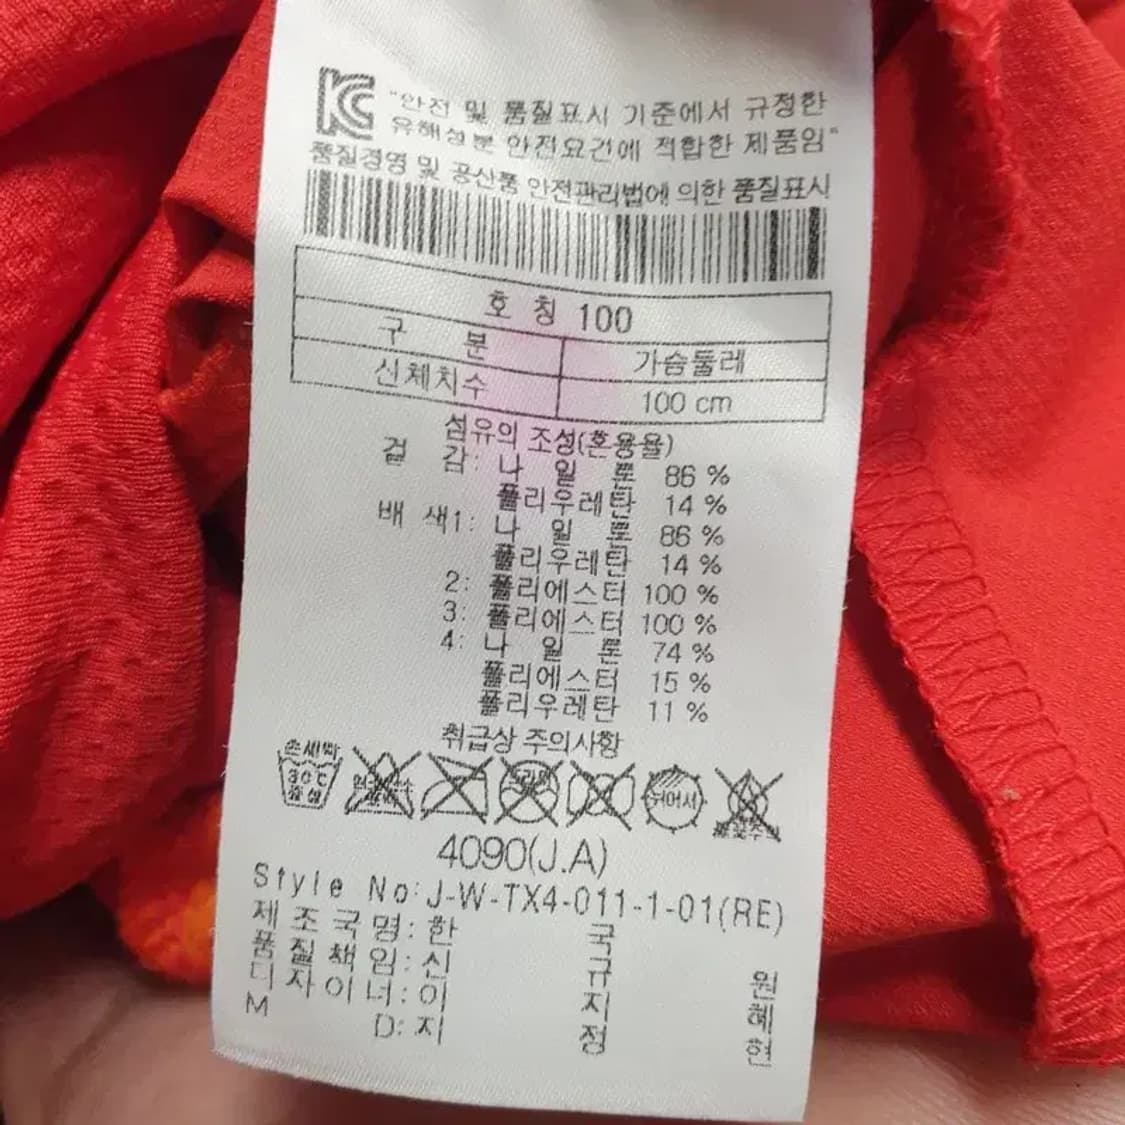 KC "안전 및 품질표시 기준에서 규정한
유해성분 안전요건에 적합한 제품임"
품질경영 및 공산품 안전관리법에 의한 품질표시
호 칭 100
구 분 가슴둘레
신체치수 100 cm
섬유의 조성(혼용율)
겉 감: 나 일 론 86 %
폴리우레탄 14 %
배 색1: 나 일 론 86 %
폴리우레탄 14 %
2: 폴리에스터 100 %
3: 폴리에스터 100 %
4: 나 일 론 74 %
폴리에스터 15 %
폴리우레탄 11 %
취급상 주의사항
손세탁
30℃
중성
드라이
뉘어서
4090(J.A)
Style No:J-W-TX4-011-1-01(RE)
제 조 국 명: 한 국
품 질 책 임: 신 규 원
디 자 이 너: 이 지 혜
M D: 지 정 현